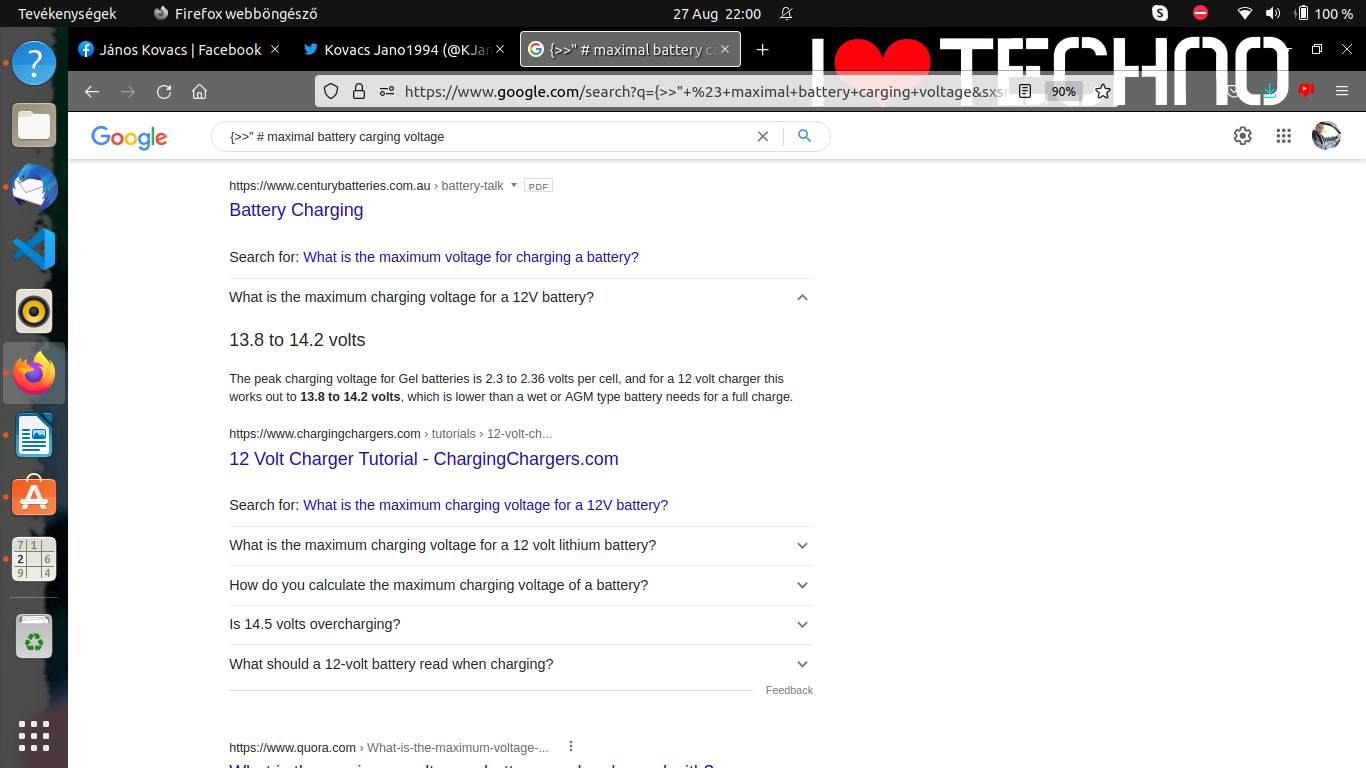 Tevékenységek
Firefox webböngésző
27 Aug 22:00
100 %
János Kovacs | Facebook
Kovacs Jano1994 (@KJan
{>>" # maximal battery ca
I TECHNO
https://www.google.com/search?q={>>"+%23+maximal+battery+carging+voltage&sxsr
90%
Google
{>>" # maximal battery carging voltage
https://www.centurybatteries.com.au › battery-talk
PDF
Battery Charging
Search for: What is the maximum voltage for charging a battery?
What is the maximum charging voltage for a 12V battery?
13.8 to 14.2 volts
The peak charging voltage for Gel batteries is 2.3 to 2.36 volts per cell, and for a 12 volt charger this
works out to 13.8 to 14.2 volts, which is lower than a wet or AGM type battery needs for a full charge.
https://www.chargingchargers.com › tutorials › 12-volt-ch...
12 Volt Charger Tutorial - ChargingChargers.com
Search for: What is the maximum charging voltage for a 12V battery?
What is the maximum charging voltage for a 12 volt lithium battery?
How do you calculate the maximum charging voltage of a battery?
Is 14.5 volts overcharging?
What should a 12-volt battery read when charging?
Feedback
https://www.quora.com › What-is-the-maximum-voltage-...
7 1
2 6
9 4